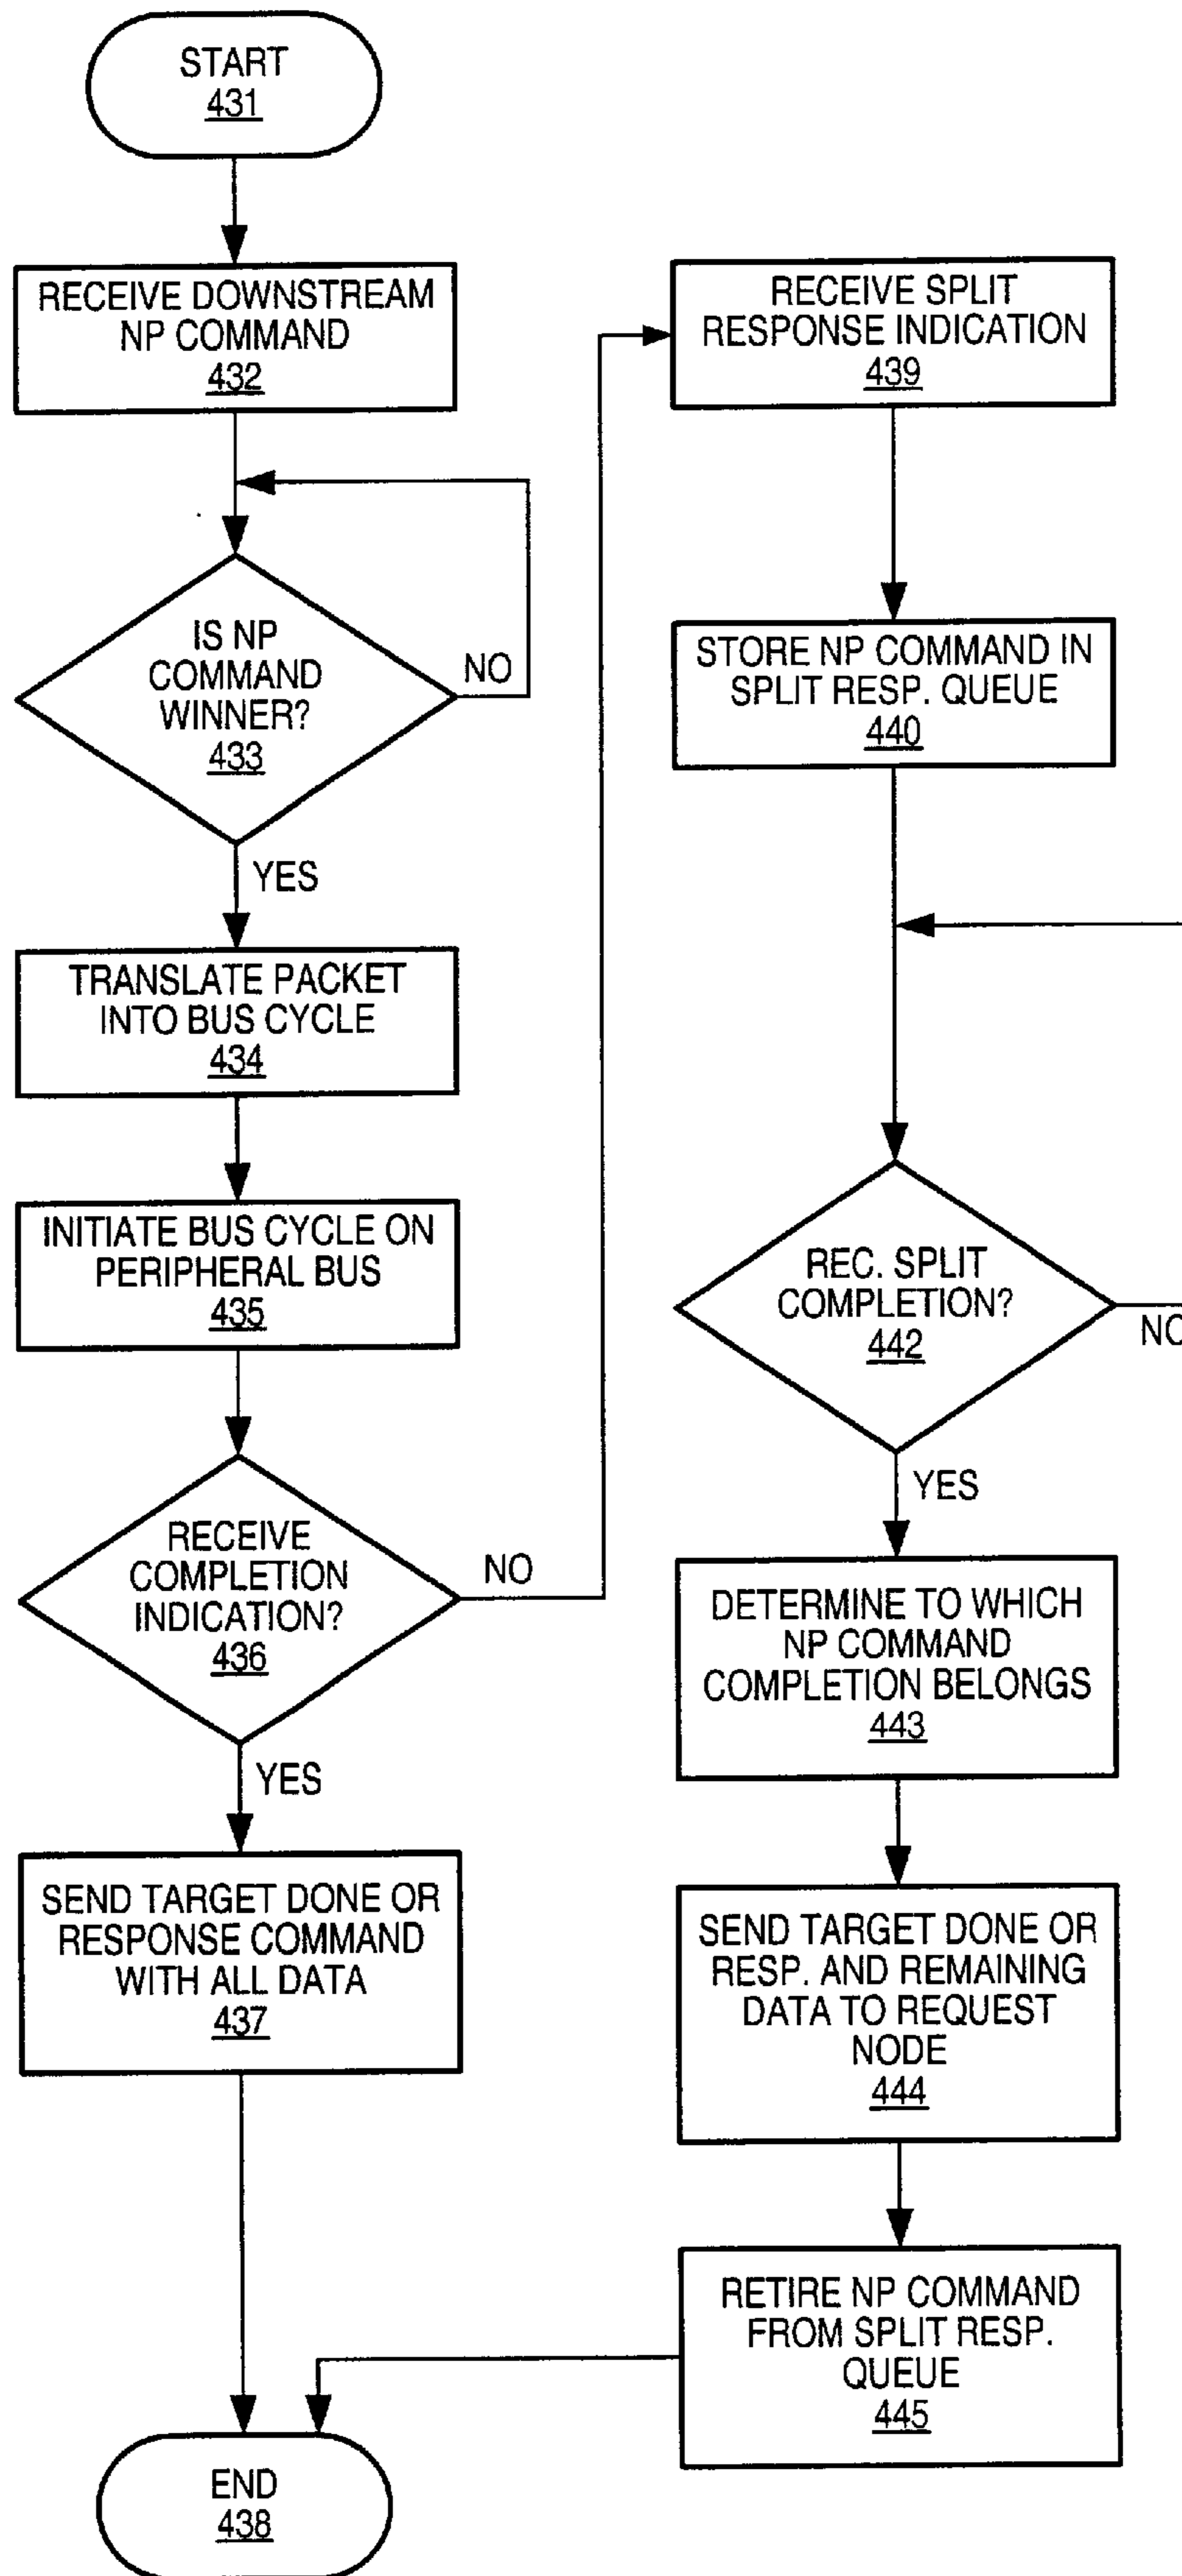 START
431
RECEIVE DOWNSTREAM
NP COMMAND
432
IS NP
COMMAND
WINNER?
433
NO
YES
TRANSLATE PACKET
INTO BUS CYCLE
434
INITIATE BUS CYCLE ON
PERIPHERAL BUS
435
RECEIVE
COMPLETION
INDICATION?
436
NO
YES
SEND TARGET DONE OR
RESPONSE COMMAND
WITH ALL DATA
437
END
438
RECEIVE SPLIT
RESPONSE INDICATION
439
STORE NP COMMAND IN
SPLIT RESP. QUEUE
440
REC. SPLIT
COMPLETION?
442
NO
YES
DETERMINE TO WHICH
NP COMMAND
COMPLETION BELONGS
443
SEND TARGET DONE OR
RESP. AND REMAINING
DATA TO REQUEST
NODE
444
RETIRE NP COMMAND
FROM SPLIT RESP.
QUEUE
445